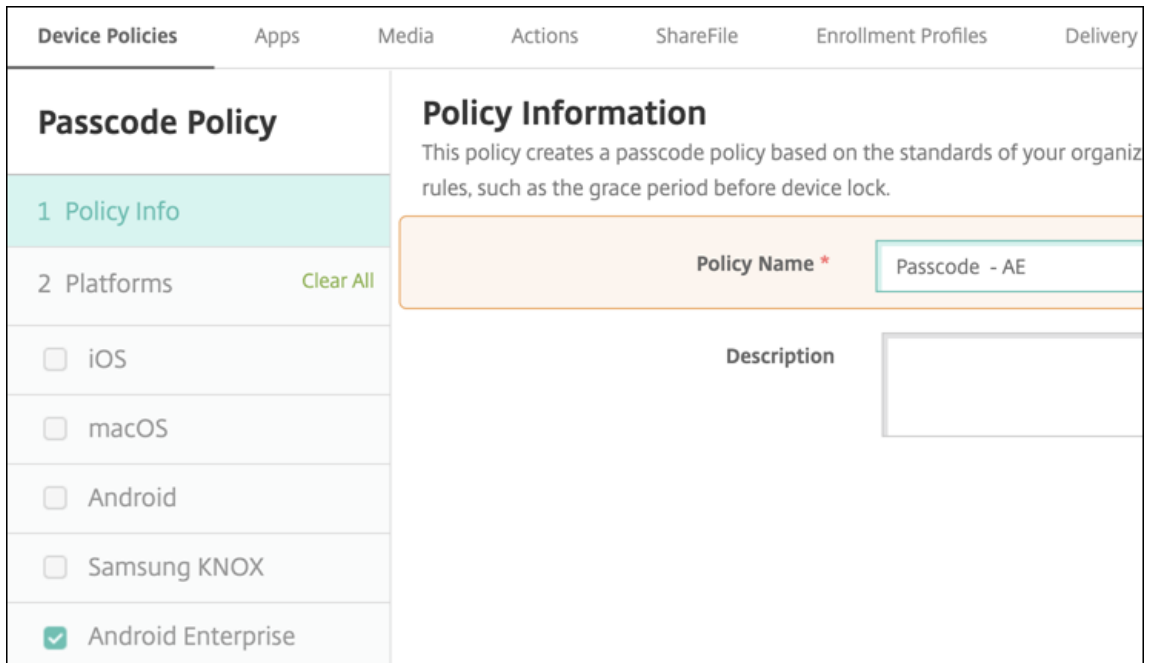 Device Policies Apps Media Actions ShareFile Enrollment Profiles Delivery
Passcode Policy
1 Policy Info
2 Platforms Clear All
iOS
macOS
Android
Samsung KNOX
Android Enterprise
Policy Information
This policy creates a passcode policy based on the standards of your organiz
rules, such as the grace period before device lock.
Policy Name * Passcode - AE
Description